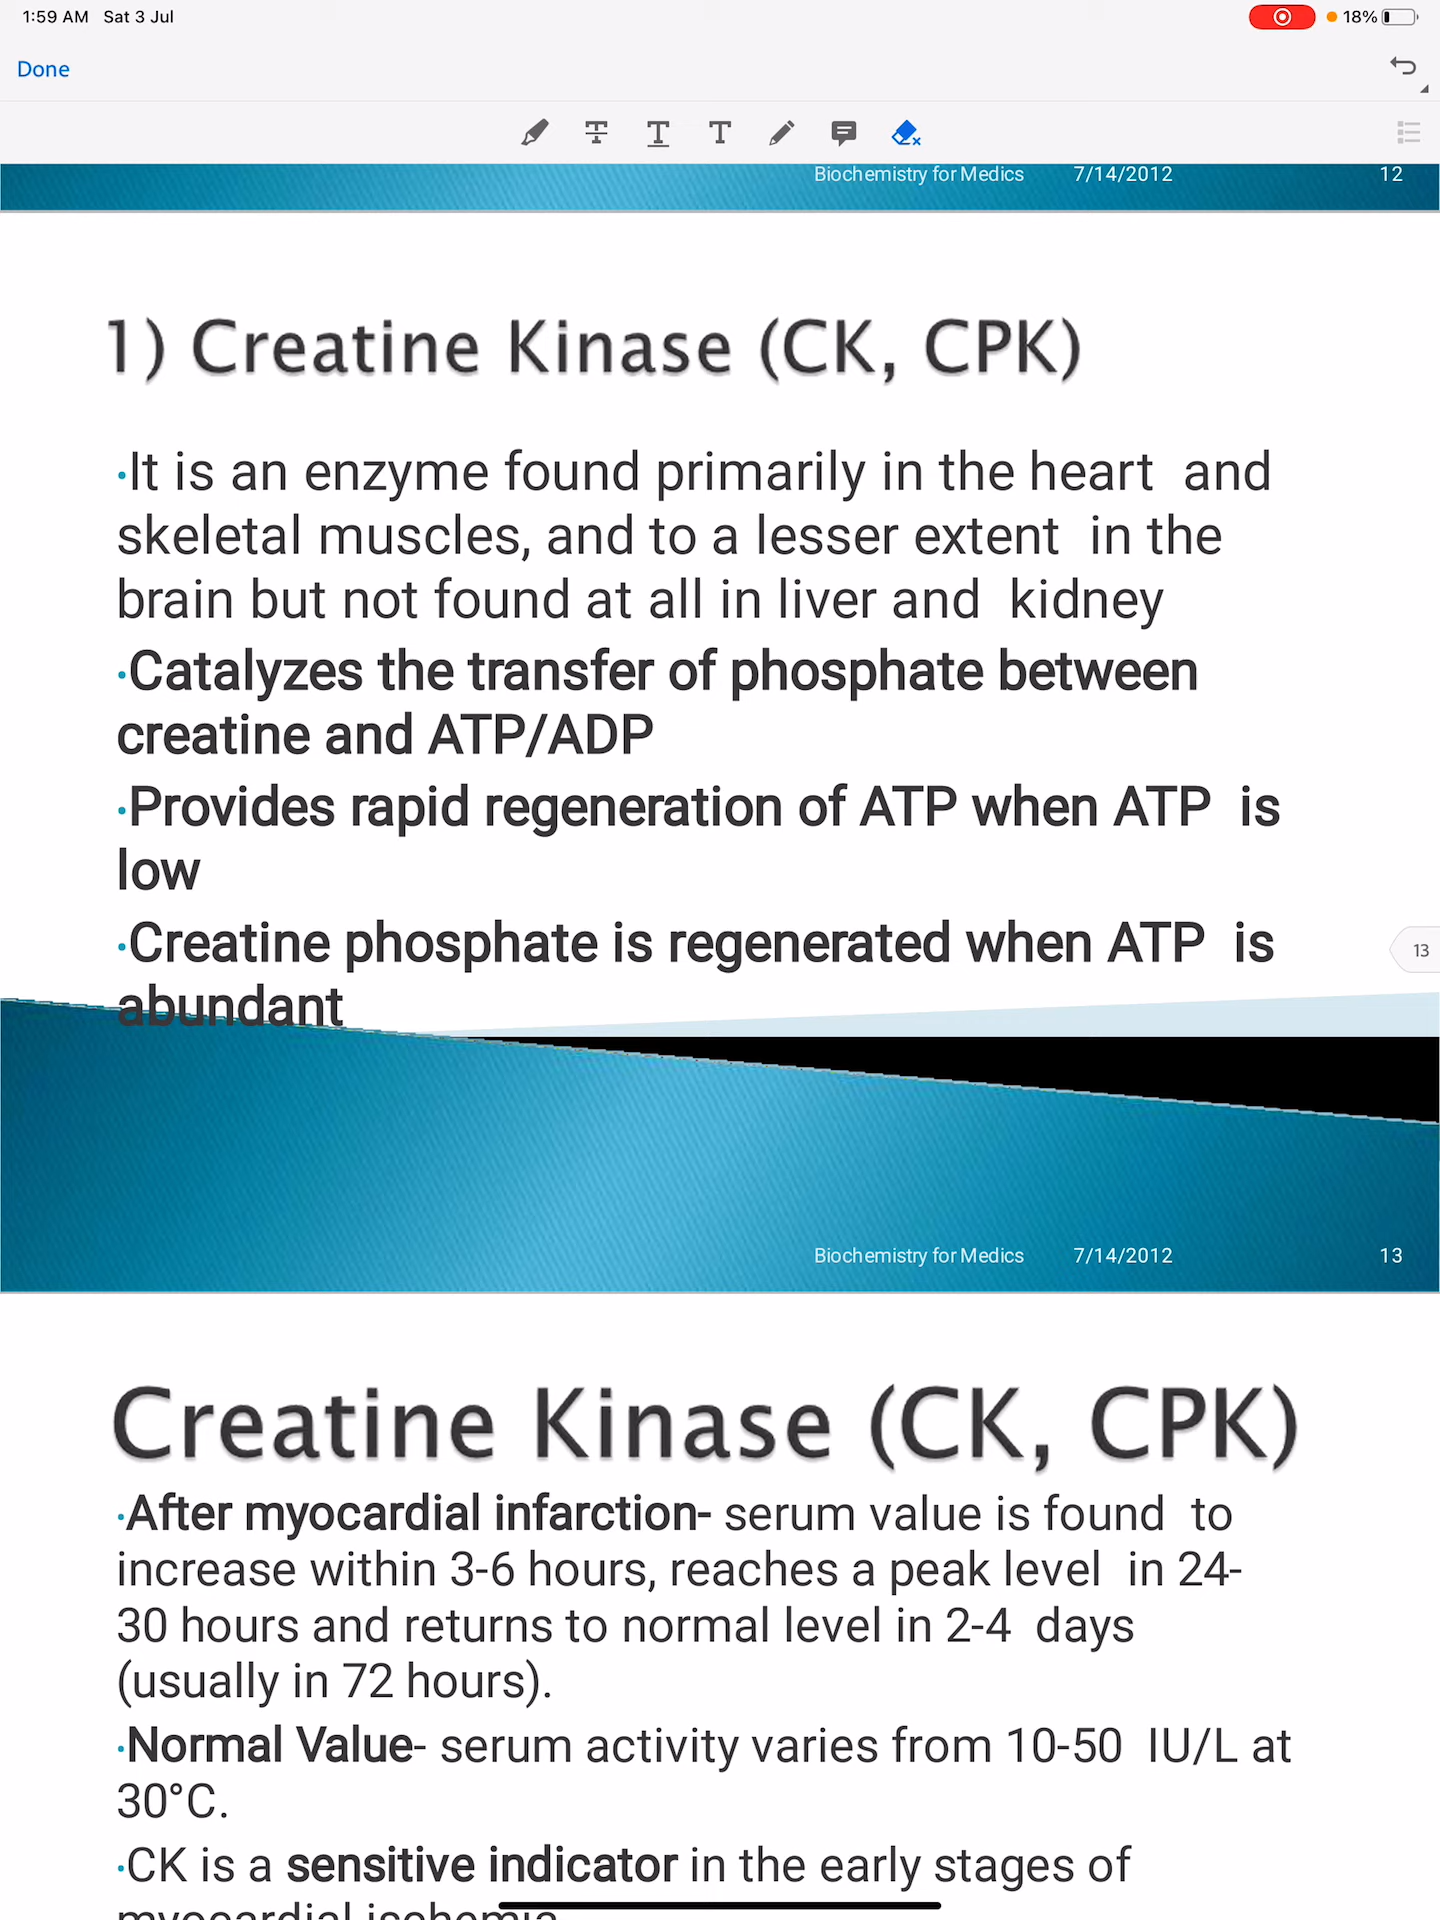 1:59 AM Sat 3 Jul
18%
Done
Biochemistry for Medics 7/14/2012 12
1) Creatine Kinase (CK, CPK)
•It is an enzyme found primarily in the heart and
skeletal muscles, and to a lesser extent in the
brain but not found at all in liver and kidney
•Catalyzes the transfer of phosphate between
creatine and ATP/ADP
•Provides rapid regeneration of ATP when ATP is
low
•Creatine phosphate is regenerated when ATP is
abundant
13
Biochemistry for Medics 7/14/2012 13
Creatine Kinase (CK, CPK)
•After myocardial infarction- serum value is found to
increase within 3-6 hours, reaches a peak level in 24-
30 hours and returns to normal level in 2-4 days
(usually in 72 hours).
•Normal Value- serum activity varies from 10-50 IU/L at
30°C.
•CK is a sensitive indicator in the early stages of
myocardial ischemia